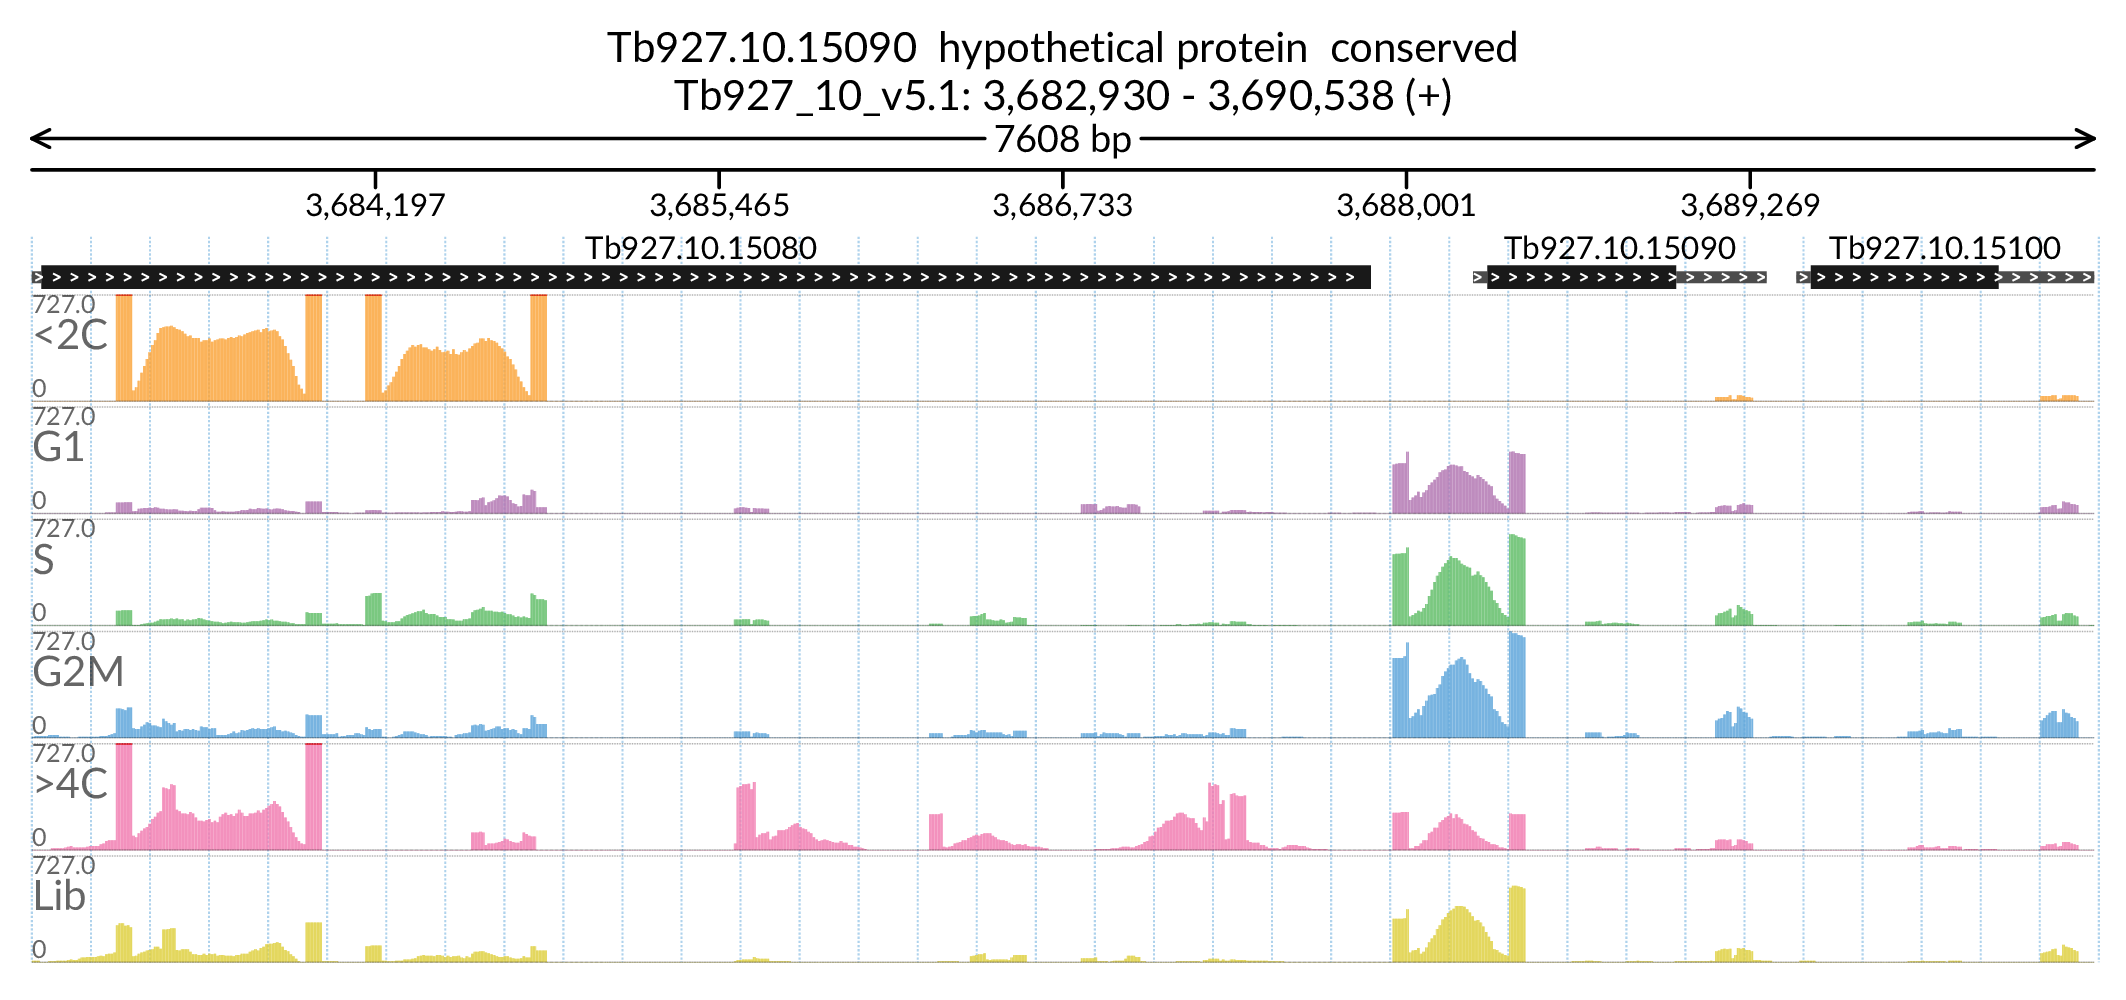 Tb927.10.15090  hypothetical protein  conserved
Tb927_10_v5.1: 3,682,930 - 3,690,538 (+)
7608 bp
3,684,197 3,685,465 3,686,733 3,688,001 3,689,269
Tb927.10.15080 Tb927.10.15090 Tb927.10.15100
727.0
<2C
0
727.0
G1
0
727.0
S
0
727.0
G2M
0
727.0
>4C
0
727.0
Lib
0